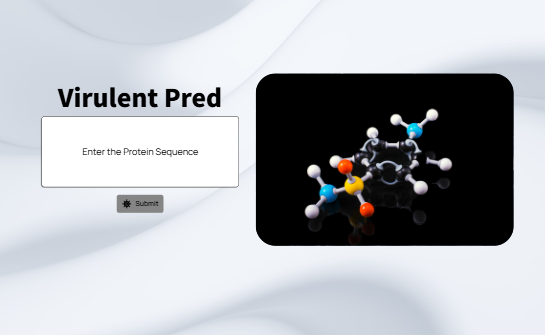 Virulent Pred
Enter the Protein Sequence
Submit